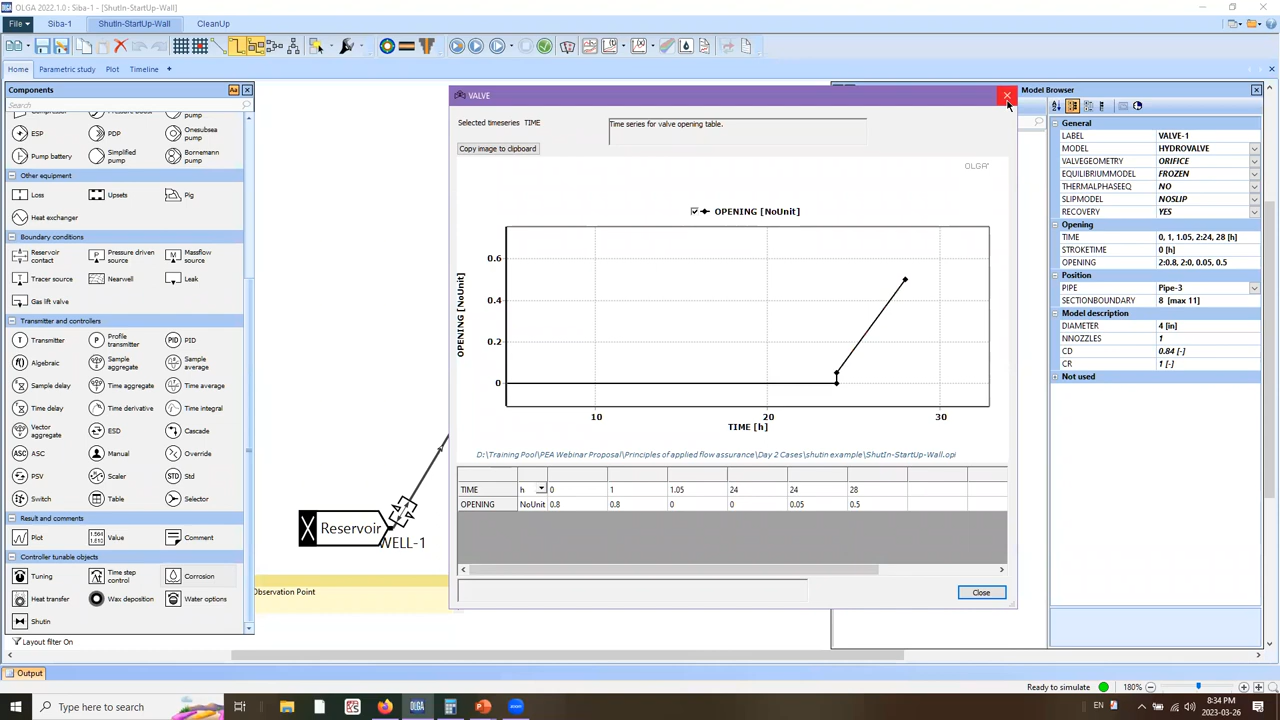 OLGA 2022.1.0 : Siba-1 - [ShutIn-StartUp-Wall]
File Siba-1 ShutIn-StartUp-Wall CleanUp
Home Parametric study Plot Timeline +
Components Aa
Search
pump
ESP PDP Onesubsea pump
Pump battery Simplified pump Bornemann pump
Other equipment
Loss Upsets Pig
Heat exchanger
Boundary conditions
Reservoir contact Pressure driven source Massflow source
Tracer source Nearwell Leak
Gas lift valve
Transmitter and controllers
Transmitter Profile transmitter PID PID
Algebraic Sample aggregate Sample average
Sample delay Time aggregate Time average
Time delay Time derivative Time integral
Vector aggregate ESD Cascade
ASC ASC Manual Override
PSV Scaler STD Std
Switch Table Selector
Result and comments
Plot 1.564 1.610 Value Comment
Controller tunable objects
Tuning Time step control Corrosion
Heat transfer Wax deposition Water options
Shutin
Layout filter On
Reservoir
WELL-1
Observation Point
VALVE
Selected timeseries TIME
Time series for valve opening table.
Copy image to clipboard
OLGA
OPENING [NoUnit]
OPENING [NoUnit]
0.6
0.4
0.2
0
10 20 30
TIME [h]
D:\Training Pool\PEA Webinar Proposal\Principles of applied flow assurance\Day 2 Cases\shutin example\ShutIn-StartUp-Wall.opi
TIME h 0 1 1.05 24 24 28
OPENING NoUnit 0.8 0.8 0 0 0.05 0.5
Close
Model Browser
General
LABEL VALVE-1
MODEL HYDROVALVE
VALVEGEOMETRY ORIFICE
EQUILIBRIUMMODEL FROZEN
THERMALPHASEEQ NO
SLIPMODEL NOSLIP
RECOVERY YES
Opening
TIME 0, 1, 1.05, 2:24, 28 [h]
STROKETIME 0 [h]
OPENING 2:0.8, 2:0, 0.05, 0.5
Position
PIPE Pipe-3
SECTIONBOUNDARY 8 [max 11]
Model description
DIAMETER 4 [in]
NNOZZLES 1
CD 0.84 [-]
CR 1 [-]
Not used
Output
Ready to simulate 180%
Type here to search
OLGA
EN
8:34 PM
2023-03-26